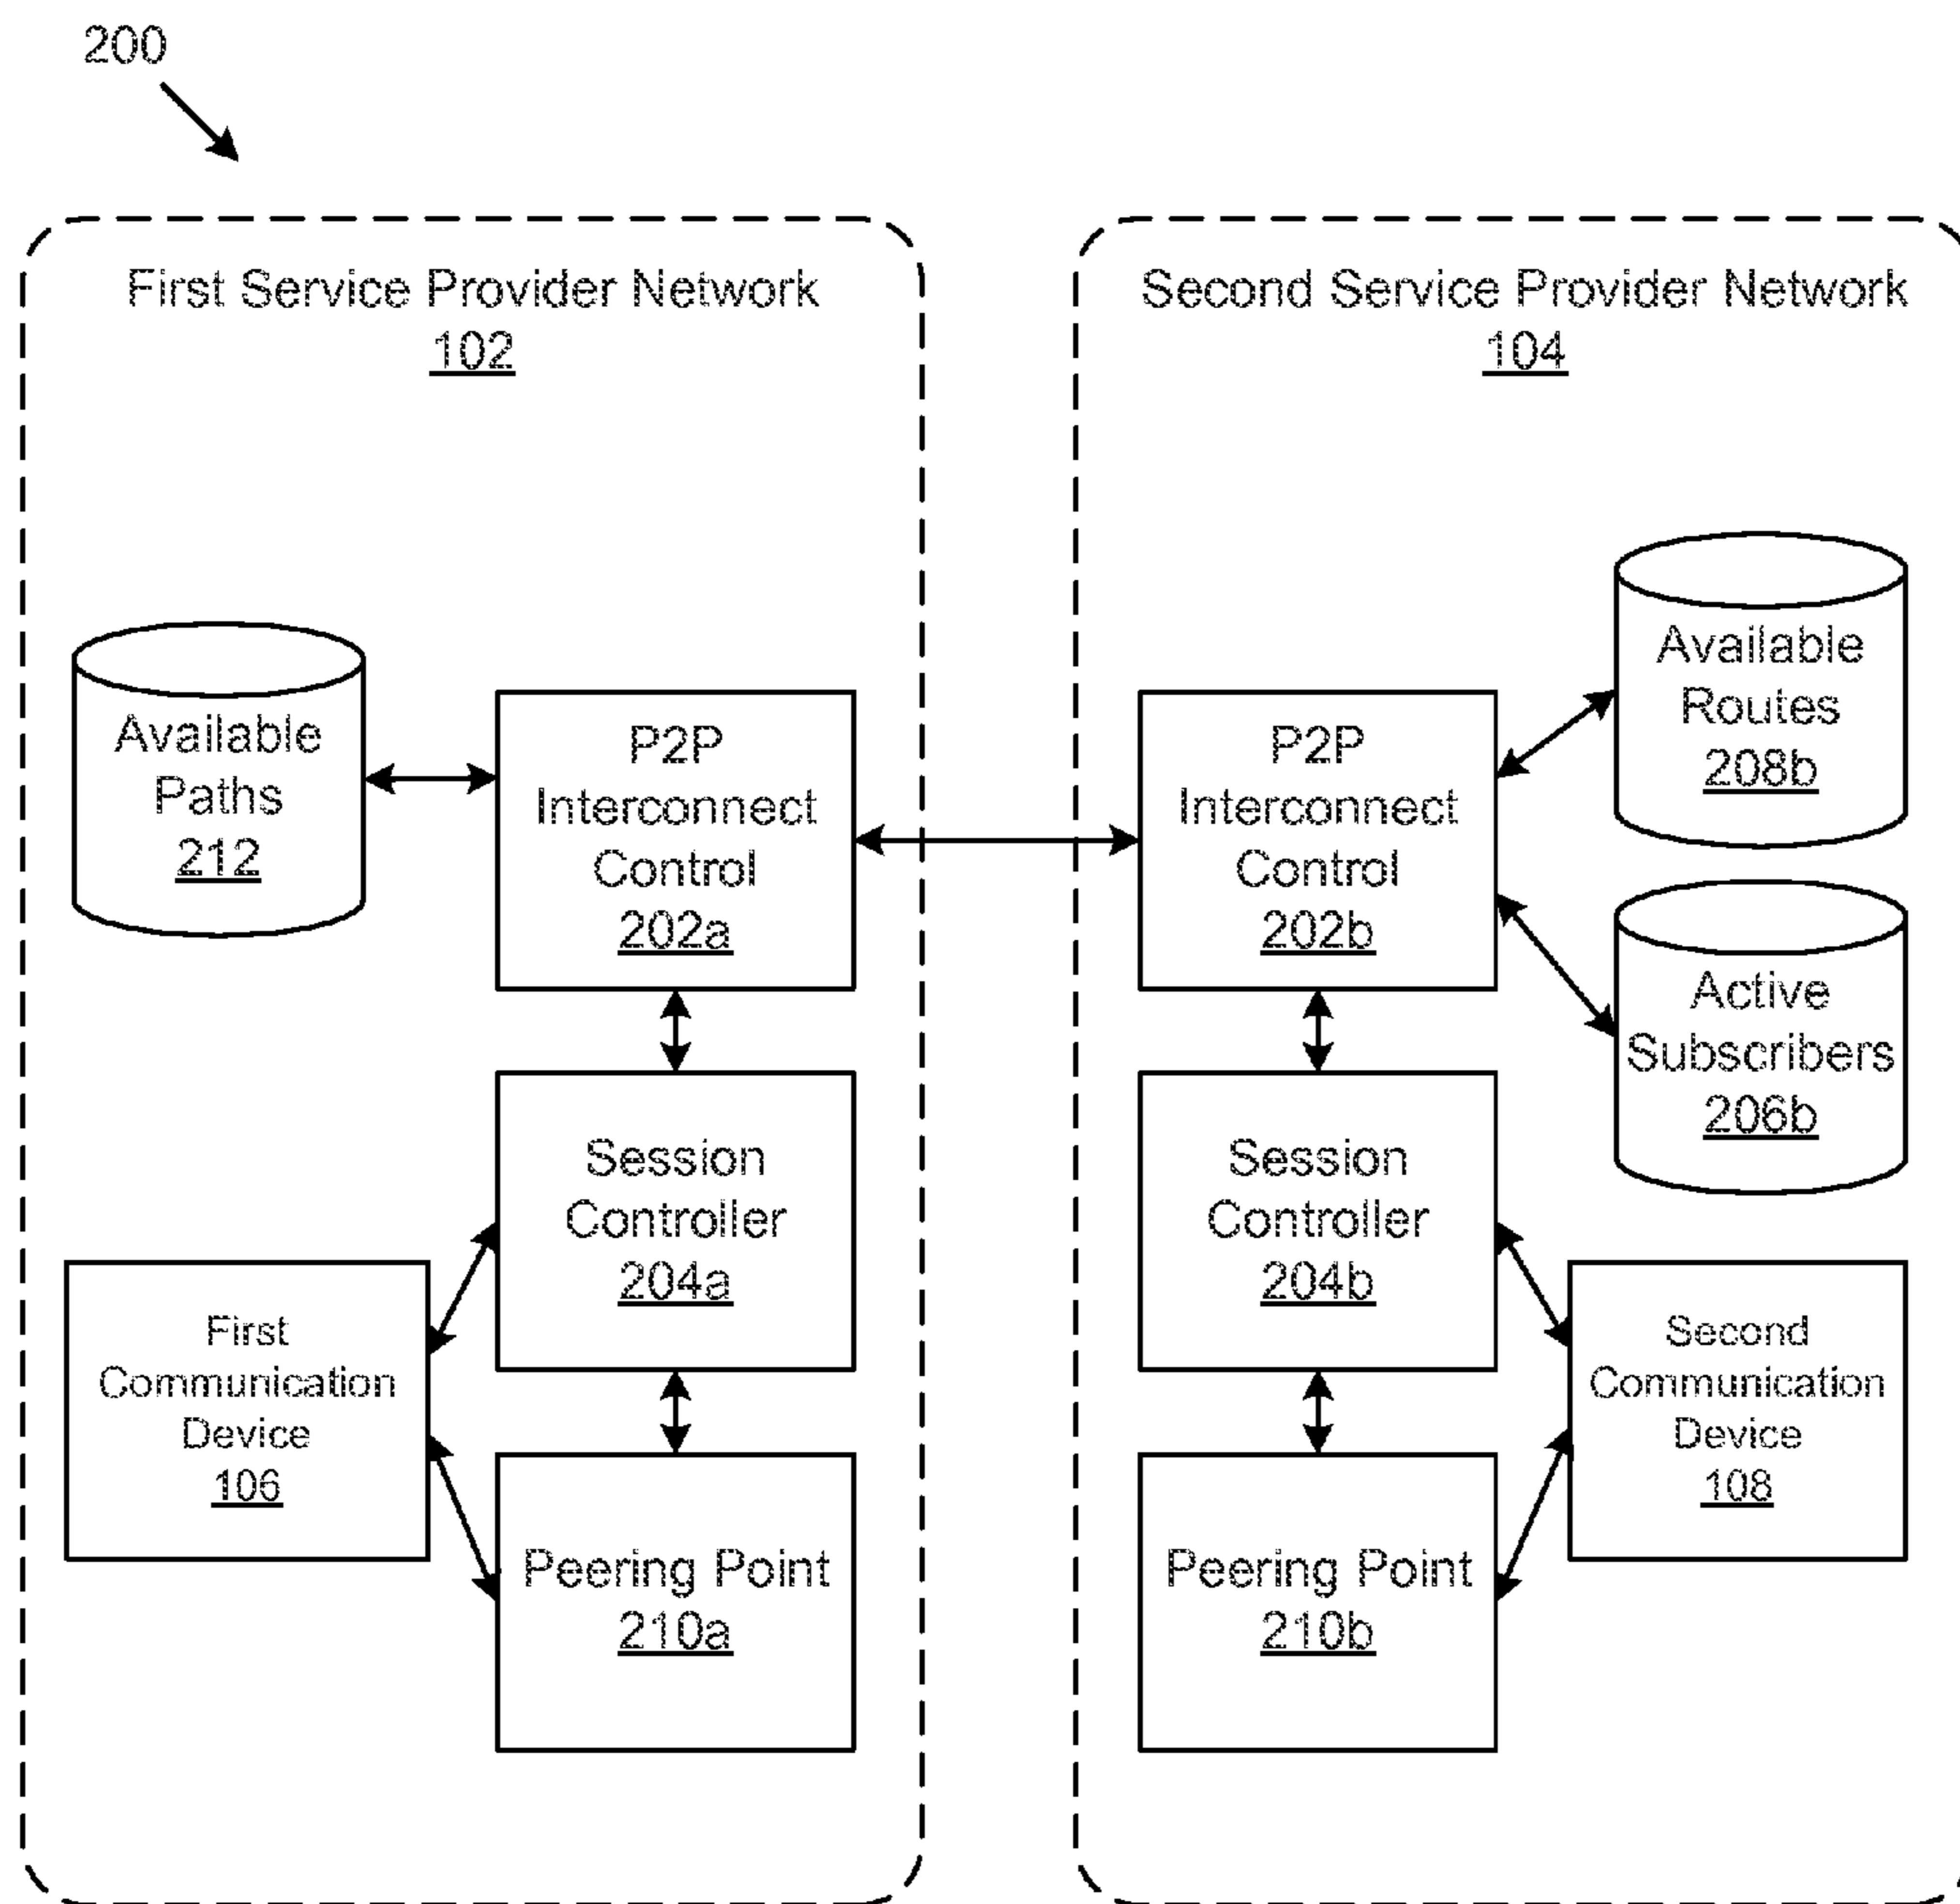 200
First Service Provider Network
102
Available
Paths
212
P2P
Interconnect
Control
202a
Session
Controller
204a
First
Communication
Device
106
Peering Point
210a
Second Service Provider Network
104
P2P
Interconnect
Control
202b
Available
Routes
208b
Active
Subscribers
206b
Session
Controller
204b
Second
Communication
Device
108
Peering Point
210b